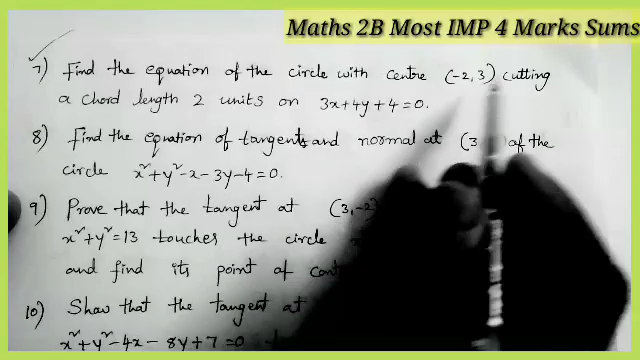 Maths 2B Most IMP 4 Marks Sums
7) Find the equation of the circle with centre (-2, 3) cutting
a chord length 2 units on 3x+4y+4=0.
8) Find the equation of tangents and normal at (3, ) of the
circle x²+y²-x-3y-4=0.
9) Prove that the tangent at (3,-2)
x²+y²=13 touches the circle
and find its point of
10) Show that the tangent at
x²+y²-4x-8y+7=0